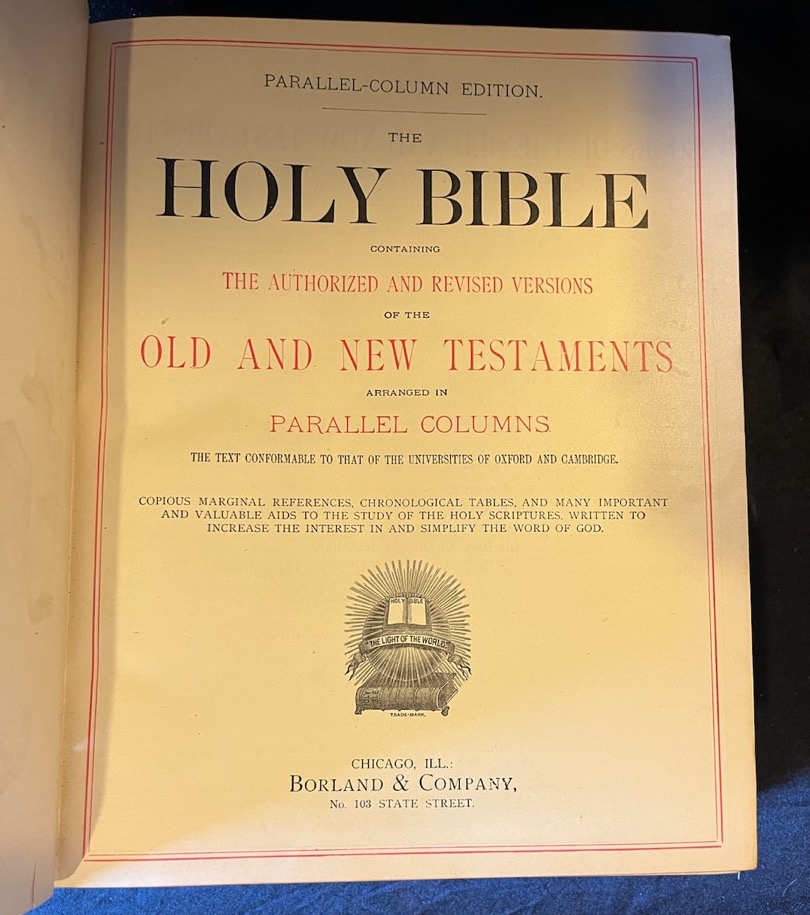 PARALLEL-COLUMN EDITION.
THE
HOLY BIBLE
CONTAINING
THE AUTHORIZED AND REVISED VERSIONS
OF THE
OLD AND NEW TESTAMENTS
ARRANGED IN
PARALLEL COLUMNS.
THE TEXT CONFORMABLE TO THAT OF THE UNIVERSITIES OF OXFORD AND CAMBRIDGE.
COPIOUS MARGINAL REFERENCES, CHRONOLOGICAL TABLES, AND MANY IMPORTANT
AND VALUABLE AIDS TO THE STUDY OF THE HOLY SCRIPTURES, WRITTEN TO
INCREASE THE INTEREST IN AND SIMPLIFY THE WORD OF GOD.
HOLY BIBLE
"THE LIGHT OF THE WORLD."
TRADE-MARK.
CHICAGO, ILL.:
BORLAND & COMPANY,
No. 103 STATE STREET.